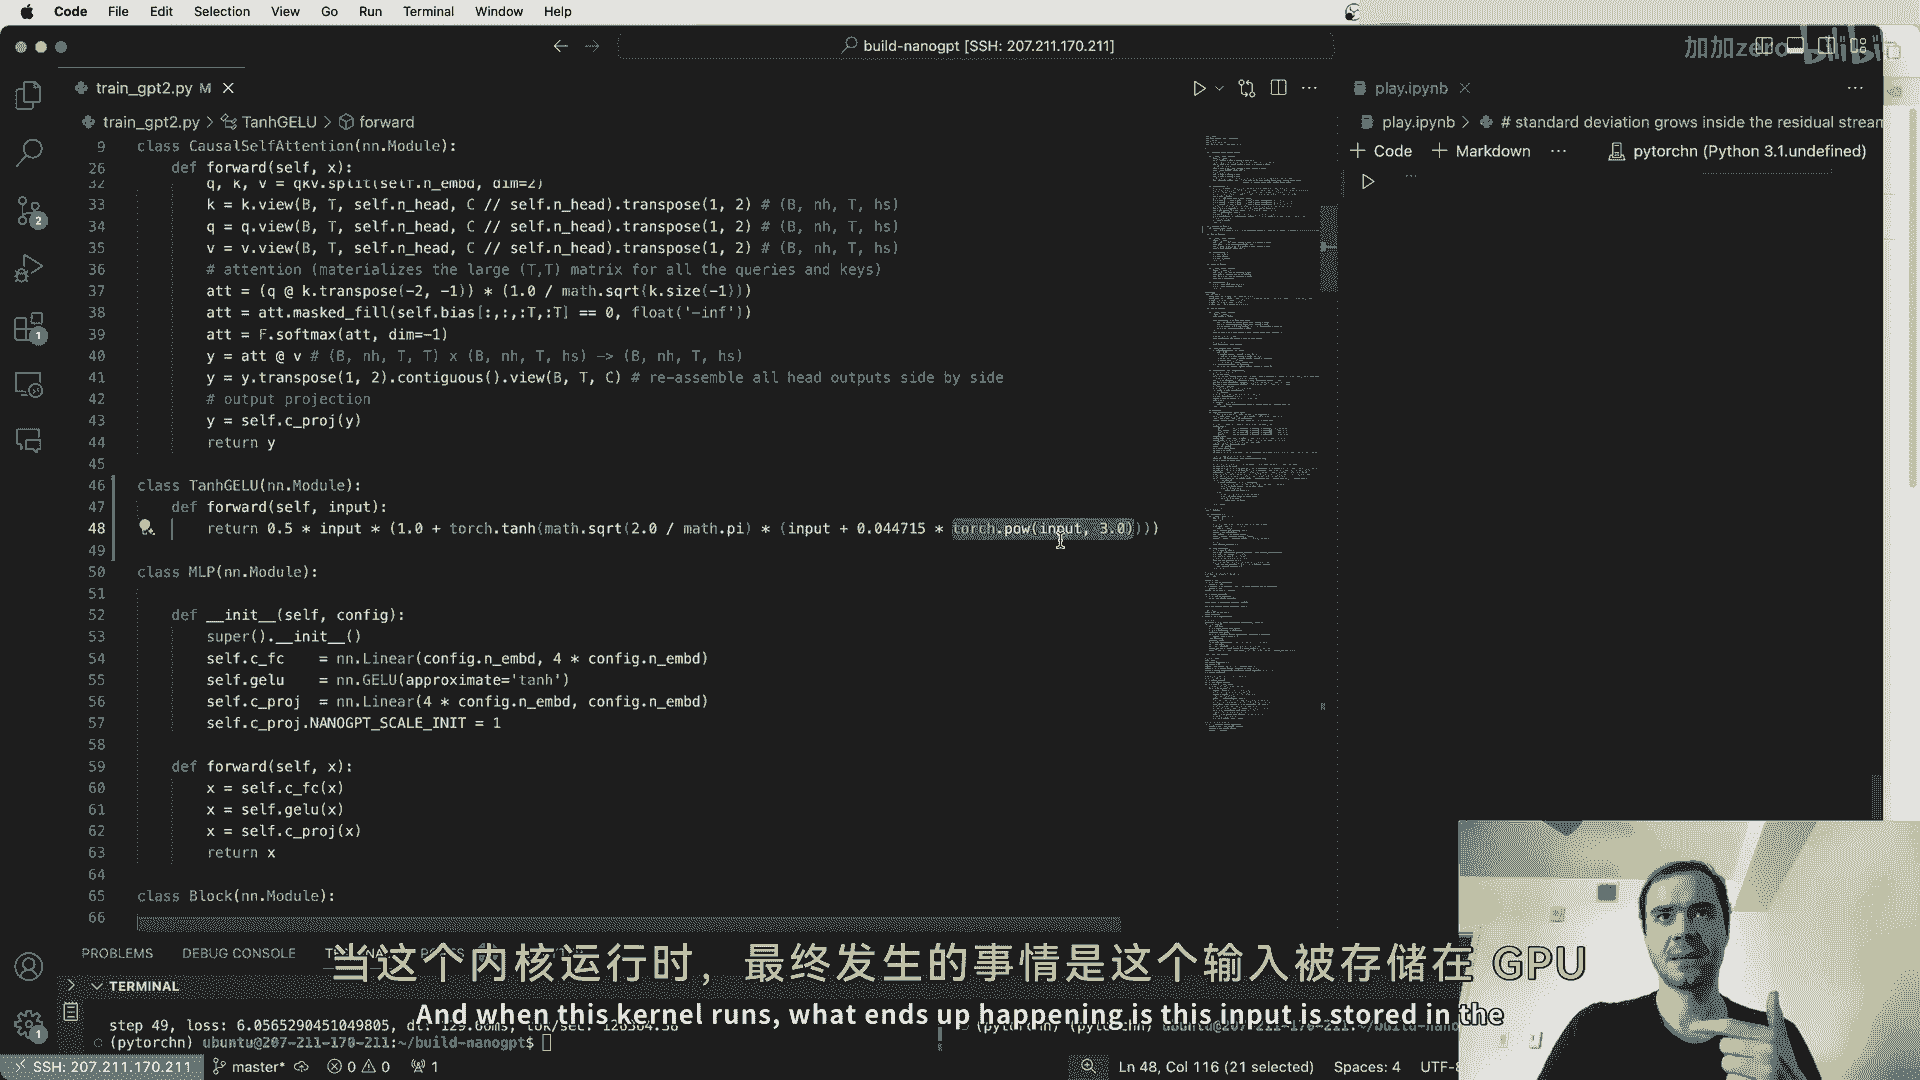 Code File Edit Selection View Go Run Terminal Window Help
build-nanogpt [SSH: 207.211.170.211]
加加zero bilibili
train_gpt2.py M
play.ipynb
train_gpt2.py > TanhGELU > forward
play.ipynb > # standard deviation grows inside the residual stream
+ Code + Markdown ... pytorchn (Python 3.1.undefined)
9 class CausalSelfAttention(nn.Module):
26 def forward(self, x):
32 q, k, v = qkv.split(self.n_embd, dim=2)
33 k = k.view(B, T, self.n_head, C // self.n_head).transpose(1, 2) # (B, nh, T, hs)
34 q = q.view(B, T, self.n_head, C // self.n_head).transpose(1, 2) # (B, nh, T, hs)
35 v = v.view(B, T, self.n_head, C // self.n_head).transpose(1, 2) # (B, nh, T, hs)
36 # attention (materializes the large (T,T) matrix for all the queries and keys)
37 att = (q @ k.transpose(-2, -1)) * (1.0 / math.sqrt(k.size(-1)))
38 att = att.masked_fill(self.bias[:,:,:T,:T] == 0, float('-inf'))
39 att = F.softmax(att, dim=-1)
40 y = att @ v # (B, nh, T, T) x (B, nh, T, hs) -> (B, nh, T, hs)
41 y = y.transpose(1, 2).contiguous().view(B, T, C) # re-assemble all head outputs side by side
42 # output projection
43 y = self.c_proj(y)
44 return y
45
46 class TanhGELU(nn.Module):
47 def forward(self, input):
48 return 0.5 * input * (1.0 + torch.tanh(math.sqrt(2.0 / math.pi) * (input + 0.044715 * torch.pow(input, 3.0))))
49
50 class MLP(nn.Module):
51
52 def __init__(self, config):
53 super().__init__()
54 self.c_fc = nn.Linear(config.n_embd, 4 * config.n_embd)
55 self.gelu = nn.GELU(approximate='tanh')
56 self.c_proj = nn.Linear(4 * config.n_embd, config.n_embd)
57 self.c_proj.NANOGPT_SCALE_INIT = 1
58
59 def forward(self, x):
60 x = self.c_fc(x)
61 x = self.gelu(x)
62 x = self.c_proj(x)
63 return x
64
65 class Block(nn.Module):
66
PROBLEMS DEBUG CONSOLE
当这个内核运行时，最终发生的事情是这个输入被存储在 GPU
TERMINAL
And when this kernel runs, what ends up happening is this input is stored in the
step 49, loss: 6.0565290451049805,
(pytorchn) ubuntu@207-211-170-211:~/build-nanogpt$
SSH: 207.211.170.211 master* 0 0 1 Ln 48, Col 116 (21 selected) Spaces: 4 UTF-8